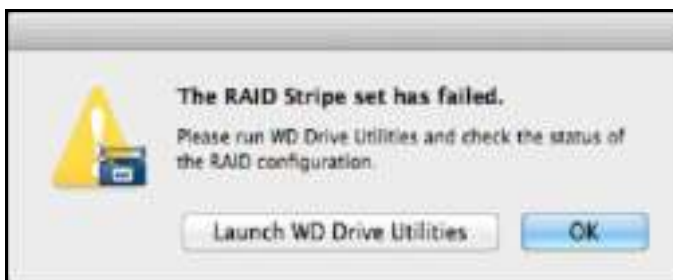 The RAID Stripe set has failed.
Please run WD Drive Utilities and check the status of
the RAID configuration.
Launch WD Drive Utilities
OK